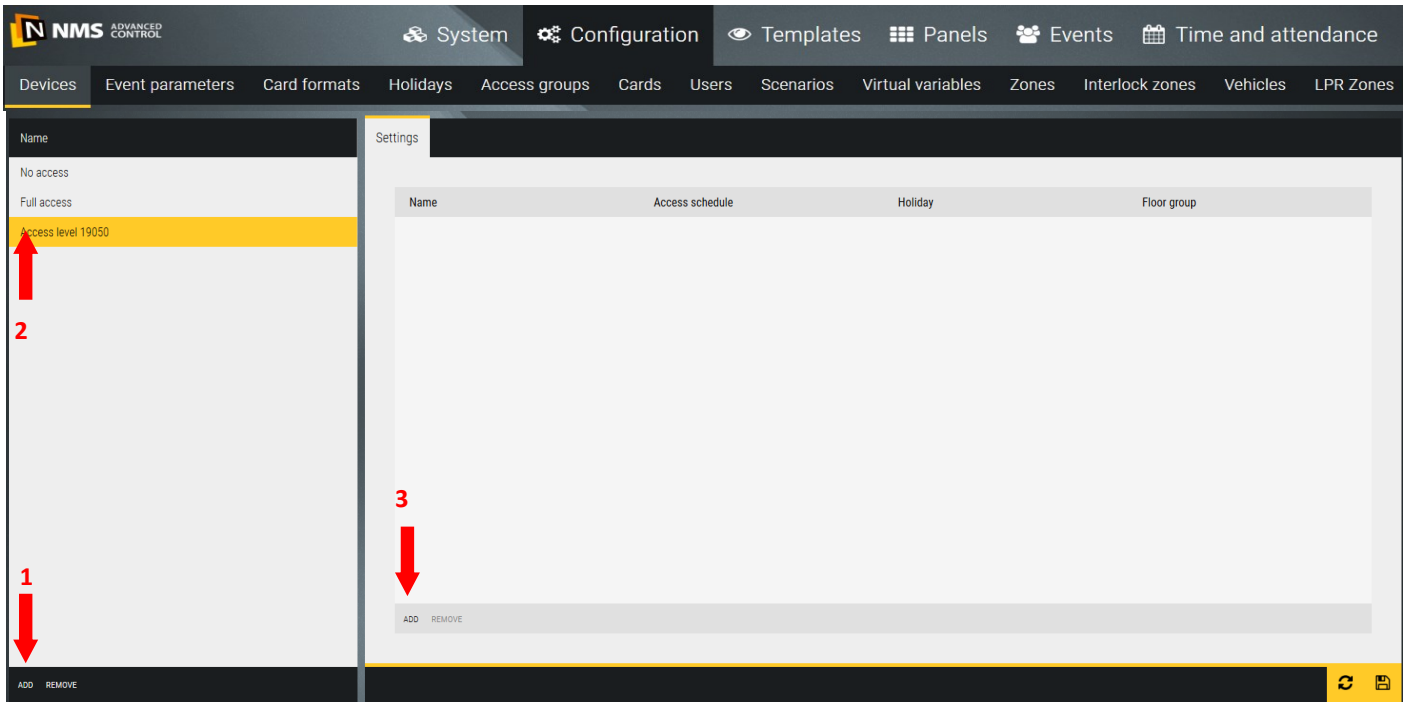 N NMS ADVANCED CONTROL System Configuration Templates Panels Events Time and attendance
Devices Event parameters Card formats Holidays Access groups Cards Users Scenarios Virtual variables Zones Interlock zones Vehicles LPR Zones
Name
No access
Full access
Access level 19050
2
1
ADD REMOVE
Settings
Name Access schedule Holiday Floor group
3
ADD REMOVE